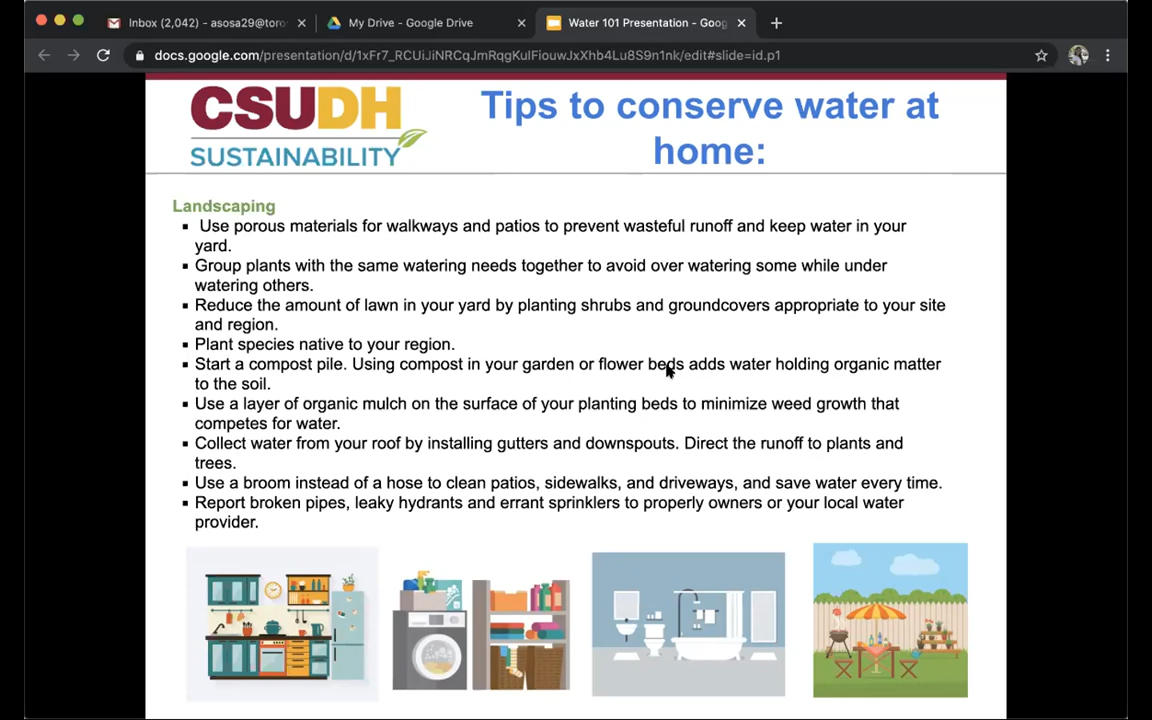 Inbox (2,042) - asosa29@toro
My Drive - Google Drive
Water 101 Presentation - Goog
docs.google.com/presentation/d/1xFr7_RCUiJiNRCqJmRqgKulFiouwJxXhb4Lu8S9n1nk/edit#slide=id.p1
CSUDH
SUSTAINABILITY
Tips to conserve water at
home:
Landscaping
▪ Use porous materials for walkways and patios to prevent wasteful runoff and keep water in your
yard.
▪ Group plants with the same watering needs together to avoid over watering some while under
watering others.
▪ Reduce the amount of lawn in your yard by planting shrubs and groundcovers appropriate to your site
and region.
▪ Plant species native to your region.
▪ Start a compost pile. Using compost in your garden or flower beds adds water holding organic matter
to the soil.
▪ Use a layer of organic mulch on the surface of your planting beds to minimize weed growth that
competes for water.
▪ Collect water from your roof by installing gutters and downspouts. Direct the runoff to plants and
trees.
▪ Use a broom instead of a hose to clean patios, sidewalks, and driveways, and save water every time.
▪ Report broken pipes, leaky hydrants and errant sprinklers to properly owners or your local water
provider.